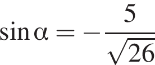 sin α = −5/√26